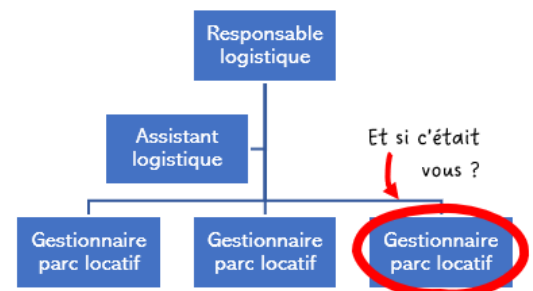 Responsable
logistique
Assistant
logistique
Et si c'était
vous ?
Gestionnaire
parc locatif
Gestionnaire
parc locatif
Gestionnaire
parc locatif